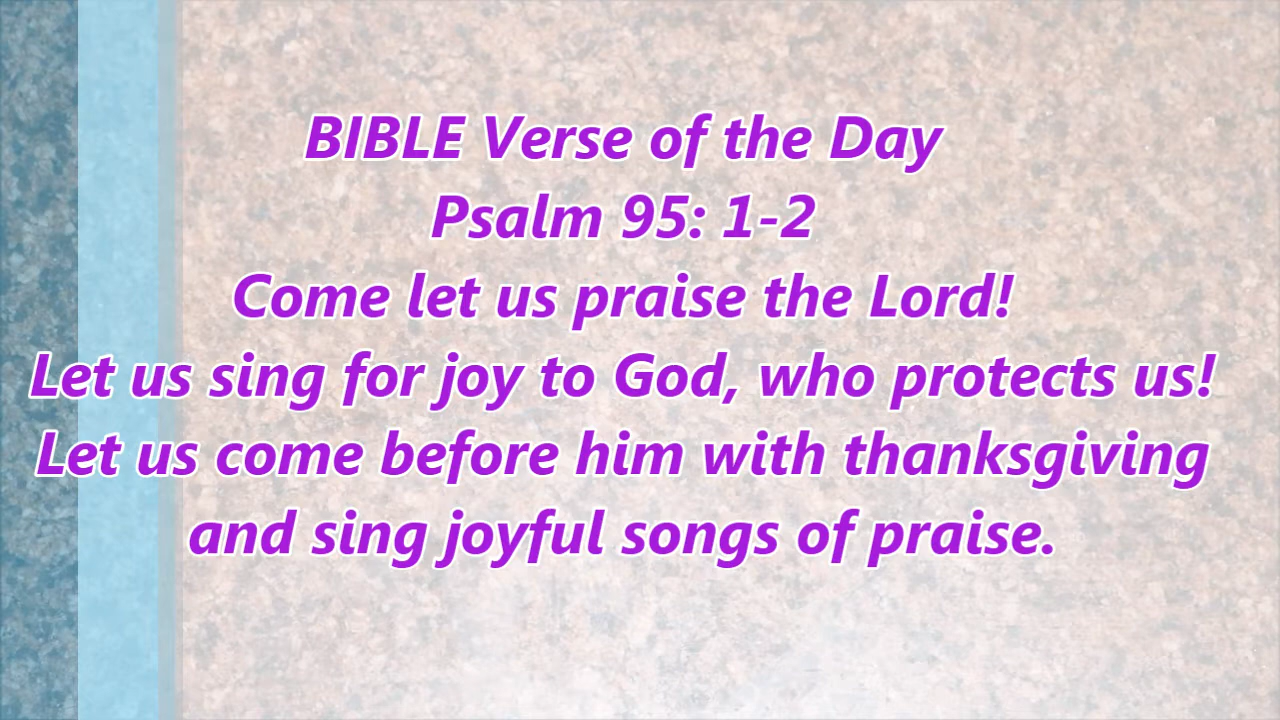 BIBLE Verse of the Day
Psalm 95: 1-2
Come let us praise the Lord!
Let us sing for joy to God, who protects us!
Let us come before him with thanksgiving
and sing joyful songs of praise.